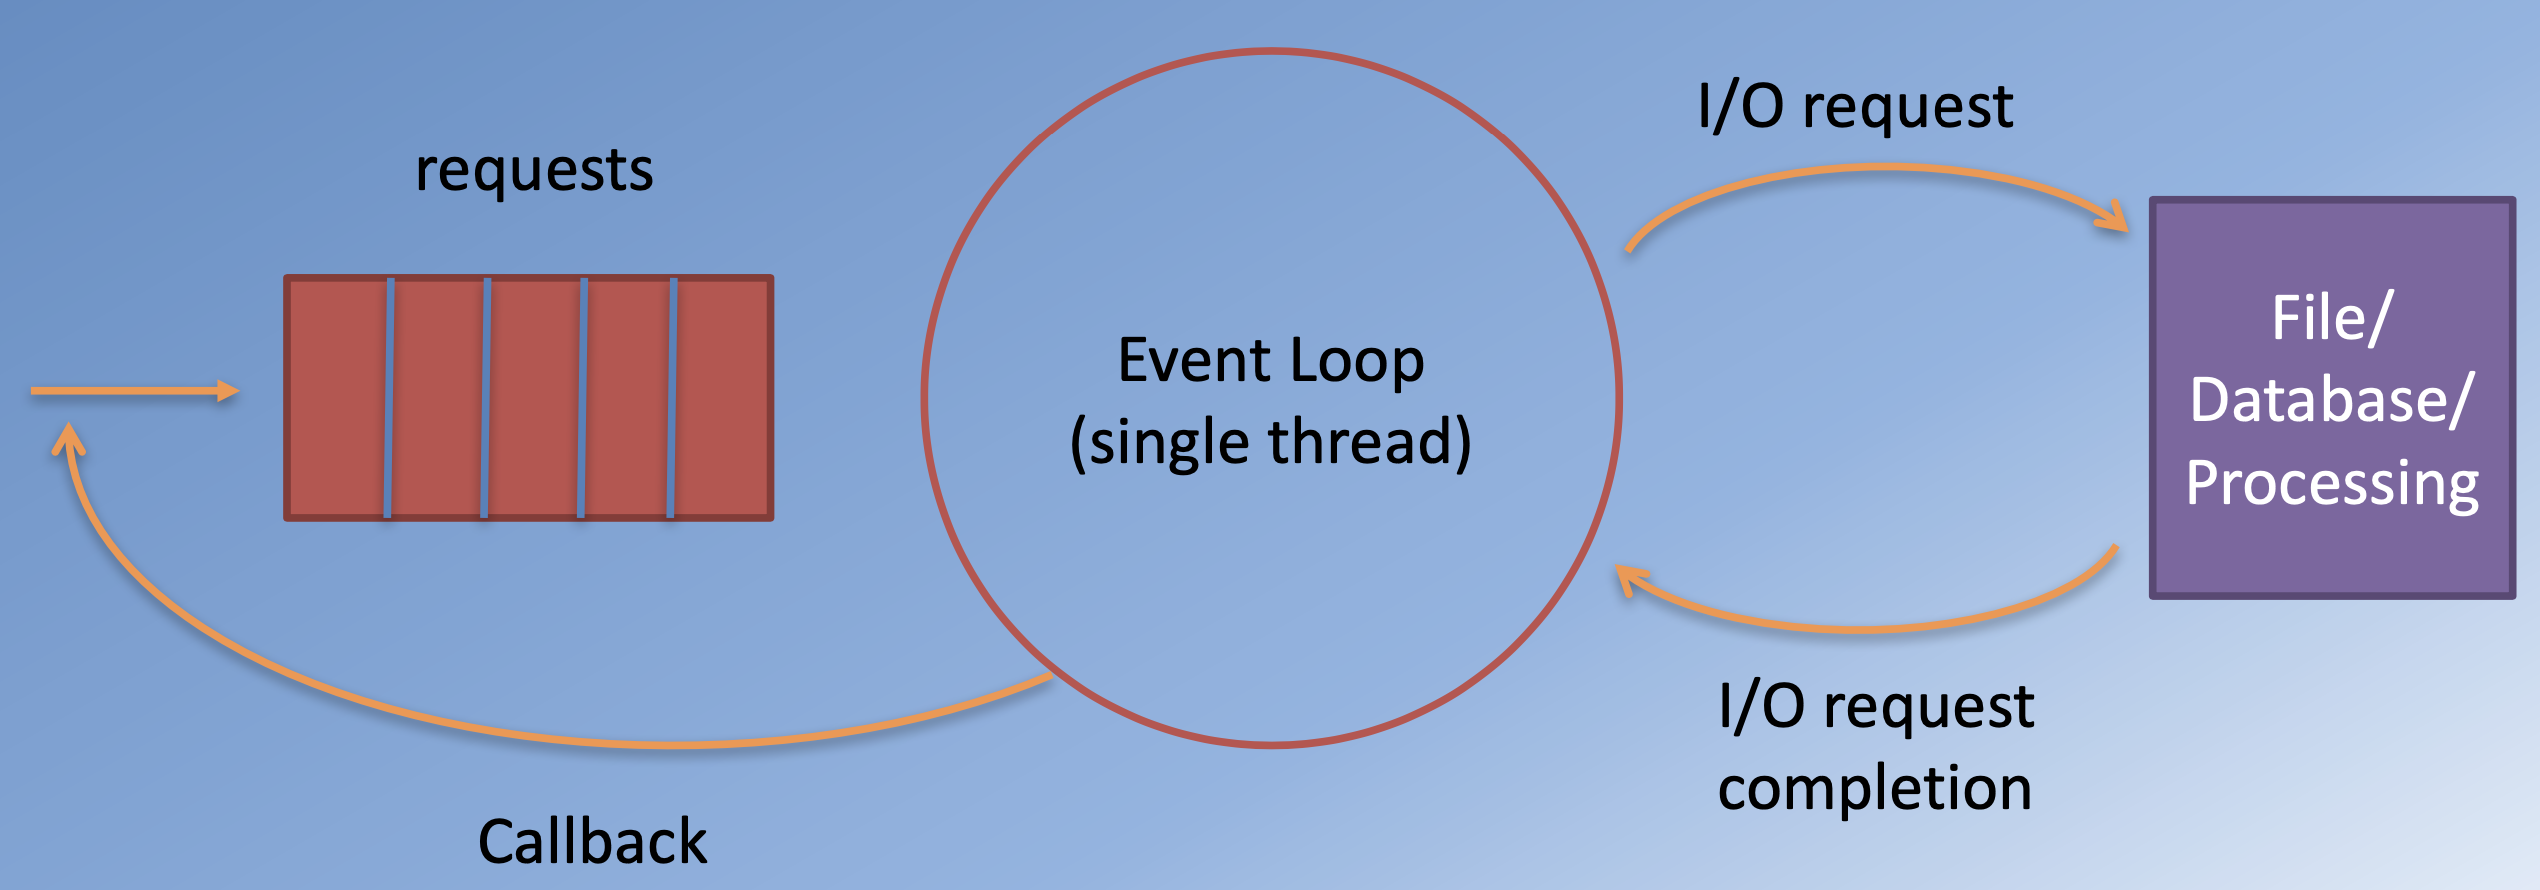 requests
Event Loop
(single thread)
I/O request
File/
Database/
Processing
I/O request
completion
Callback